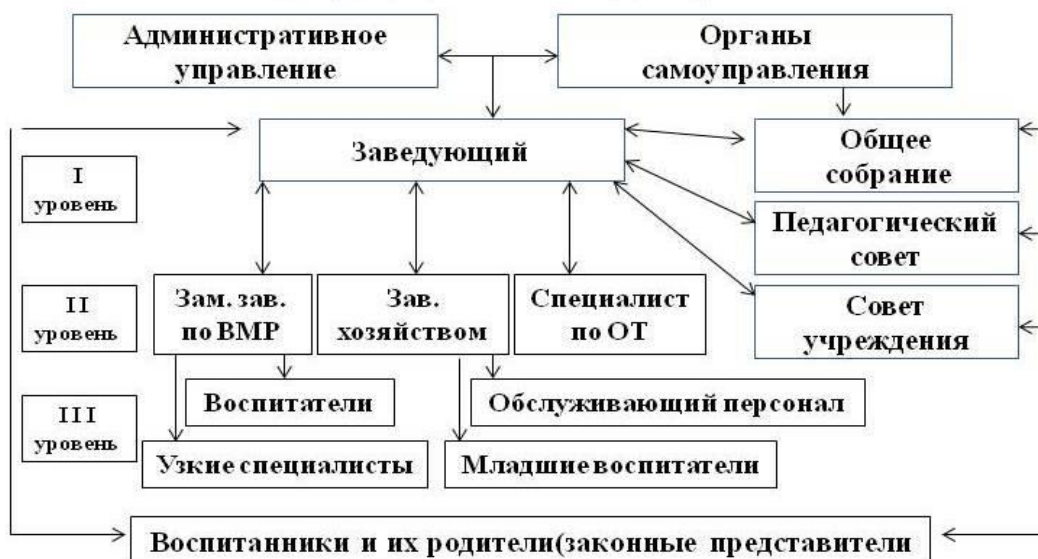 Административное
управление
Органы
самоуправления
Заведующий
Общее
собрание
I
уровень
Педагогический
совет
II
уровень
Зам. зав.
по ВМР
Зав.
хозяйством
Специалист
по ОТ
Совет
учреждения
III
уровень
Воспитатели
Обслуживающий персонал
Узкие специалисты
Младшие воспитатели
Воспитанники и их родители(законные представители